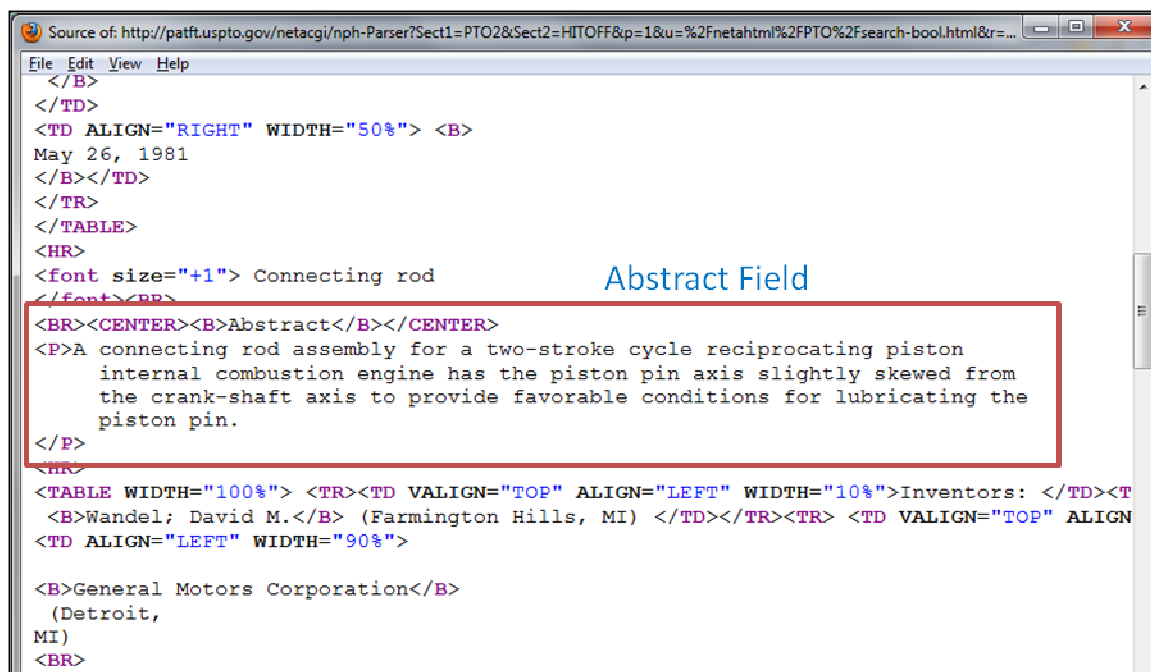 Source of: http://patft.uspto.gov/netacgi/nph-Parser?Sect1=PTO2&Sect2=HITOFF&p=1&u=%2Fnetahtml%2FPTO%2Fsearch-bool.html&r=...
File Edit View Help
</B>
</TD>
<TD ALIGN="RIGHT" WIDTH="50%"> <B>
May 26, 1981
</B></TD>
</TR>
</TABLE>
<HR>
<font size="+1"> Connecting rod
Abstract Field
</font><BR>
<BR><CENTER><B>Abstract</B></CENTER>
<P>A connecting rod assembly for a two-stroke cycle reciprocating piston
internal combustion engine has the piston pin axis slightly skewed from
the crank-shaft axis to provide favorable conditions for lubricating the
piston pin.
</P>
<HR>
<TABLE WIDTH="100%"> <TR><TD VALIGN="TOP" ALIGN="LEFT" WIDTH="10%">Inventors: </TD><T
<B>Wandel; David M.</B> (Farmington Hills, MI) </TD></TR><TR> <TD VALIGN="TOP" ALIGN
<TD ALIGN="LEFT" WIDTH="90%">
<B>General Motors Corporation</B>
(Detroit,
MI)
<BR>